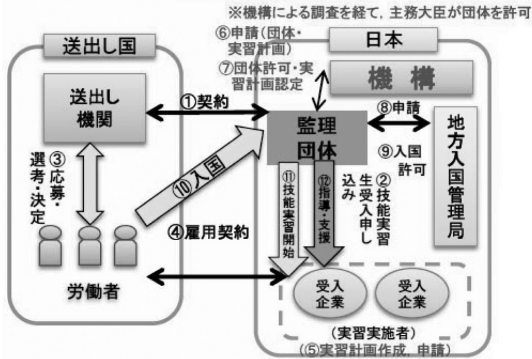 ※機構による調査を経て，主務大臣が団体を許可
送出し国
日本
⑥申請(団体・
実習計画)
⑦団体許可・実
習計画認定
機 構
送出し
機関
①契約
監理
団体
⑧申請
⑨入国
許可
地方入国管理局
③応募・
選考・決定
⑩入国
②技能実習
生受入申し
込み
⑪技能実習開始
⑫指導・支援
④雇用契約
労働者
受入
企業
受入
企業
(実習実施者)
(⑤実習計画作成，申請)